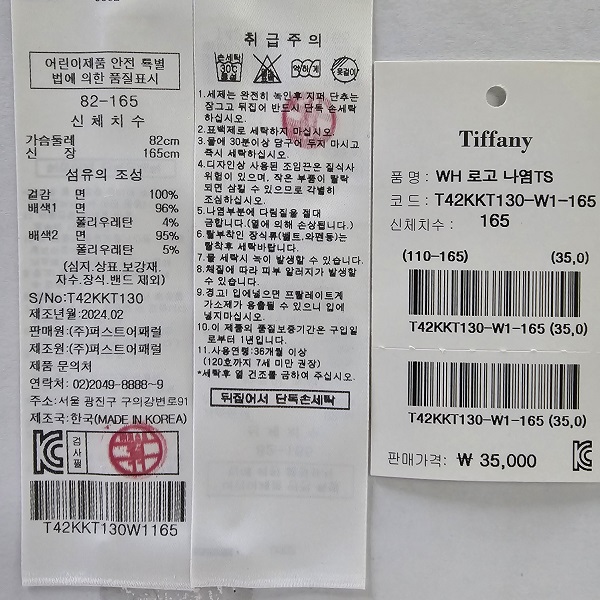 어린이제품 안전 특별
법에 의한 품질표시
82-165
신 체 치 수
가슴둘레 82cm
신 장 165cm
섬유의 조성
겉감 면 100%
배색1 면 96%
폴리우레탄 4%
배색2 면 95%
폴리우레탄 5%
(심지.상표.보강재.
자수.장식.밴드 제외)
S/No:T42KKT130
제조년월:2024.02
판매원:(주)퍼스트어패럴
제조원:(주)퍼스트어패럴
제품 문의처
연락처: 02)2049-8888~9
주소:서울 광진구 구의강변로91
제조국:한국(MADE IN KOREA)
검사필
T42KKT130W1165
취 급 주 의
손세탁
30℃
중성
약하게
옷걸이
1.세제는 완전히 녹인후 지퍼 단추는
장그고 뒤집어 반드시 단독 손세탁
하십시오.
2.표백제로 세탁하지 마십시오.
3.물에 30분이상 담구어 두지 마시고
즉시 세탁하십시오.
4.디자인상 사용된 조임끈은 질식사
위험이 있으며, 작은 부품이 탈락
되면 삼킬 수 있으므로 각별히
조심하십시오.
5.나염부분에 다림질을 절대
금합니다.(열에 의해 손상됩니다.)
6.탈부착인 장식류(벨트.와펜동)는
탈착후 세탁바랍니다.
7.물 세탁시 녹이 발생할 수 있습니다.
8.체질에 따라 피부 알러지가 발생할
수 있습니다.
9.경고! 입에넣으면 프탈레이트계
가소제가 용출될 수 있으니 입에
넣지마십시오.
10.이 제품의 품질보증기간은 구입일
로부터 1년입니다.
11.사용연령:36개월 이상
(120호까지 7세 미만 권장)
*세탁후 열 건조를 금하여 주십시오.
뒤집어서 단독손세탁
Tiffany
품 명 : WH 로고 나염TS
코 드 : T42KKT130-W1-165
신체치수 : 165
(110-165) (35,0)
T42KKT130-W1-165 (35,0)
T42KKT130-W1-165 (35,0)
판매가격: ₩ 35,000